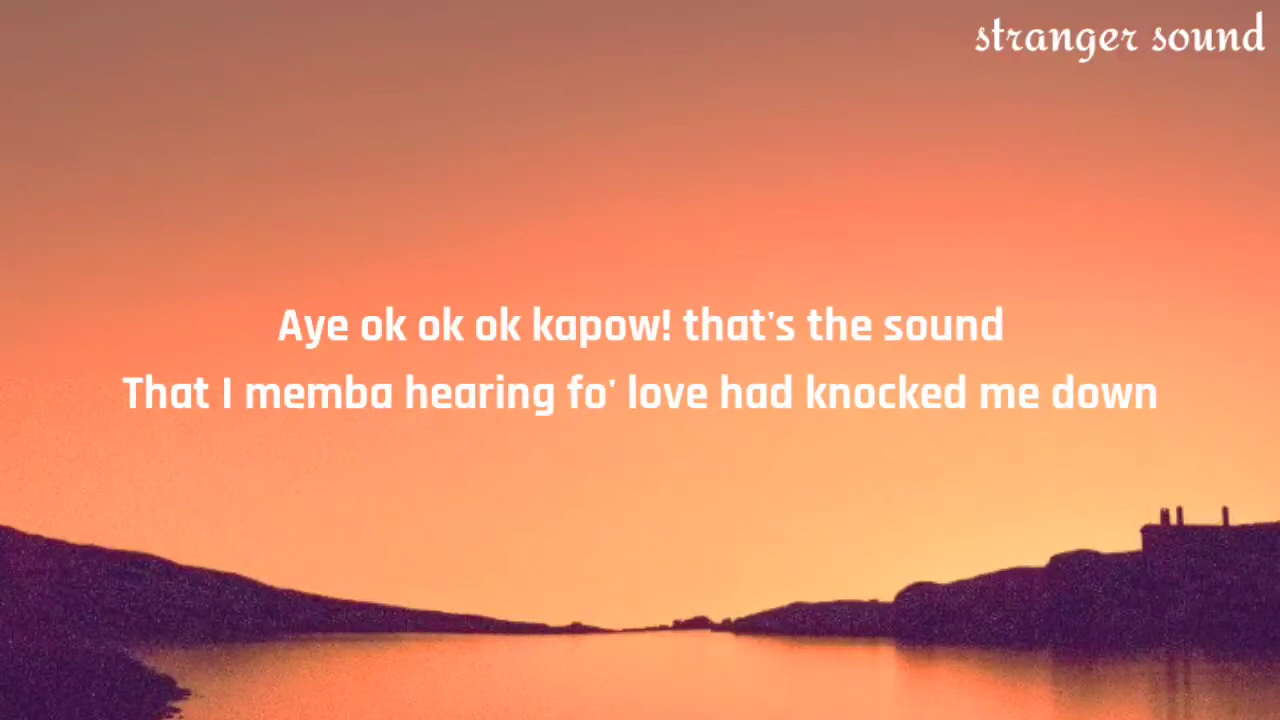 stranger sound
Aye ok ok ok kapow! that's the sound
That I memba hearing fo' love had knocked me down